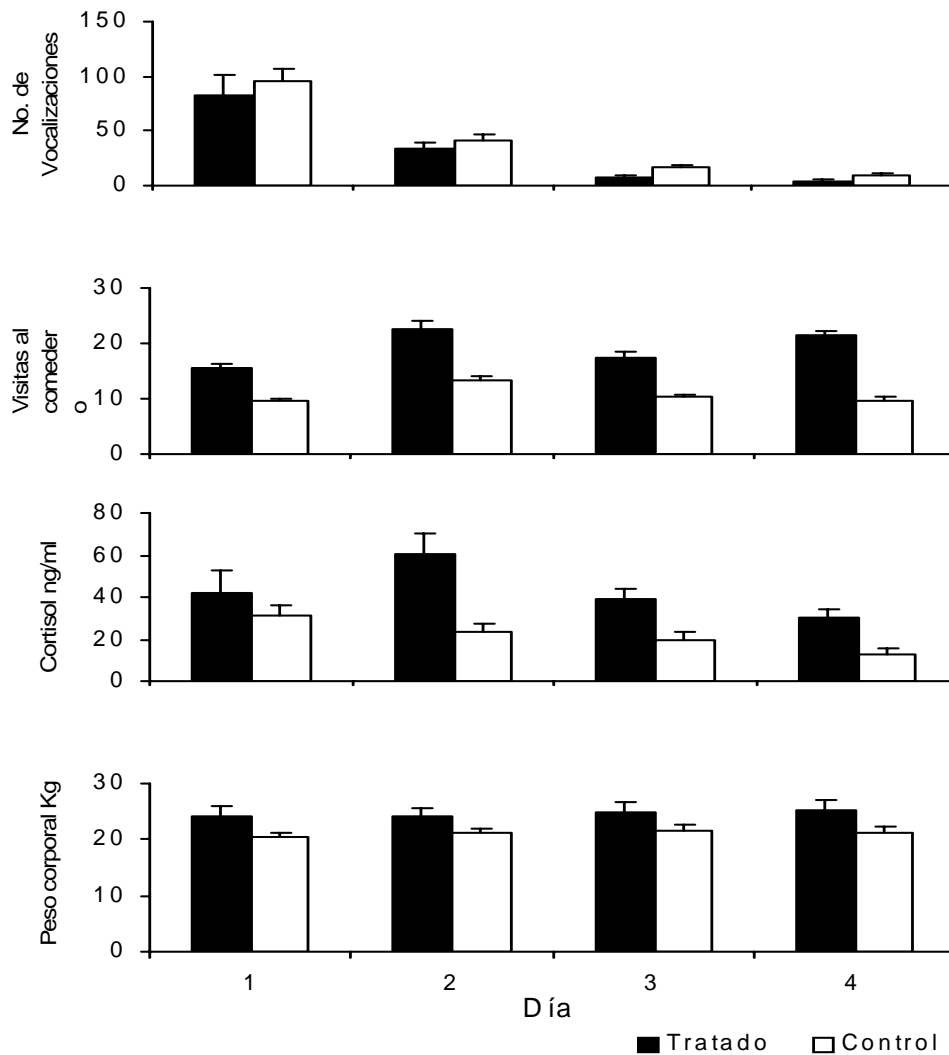 No. de
Vocalizaciones
150
100
50
0
Visitas al
comeder
o
30
20
10
0
Cortisol ng/ml
80
60
40
20
0
Peso corporal Kg
30
20
10
0
1 2 3 4
Día
Tratado Control